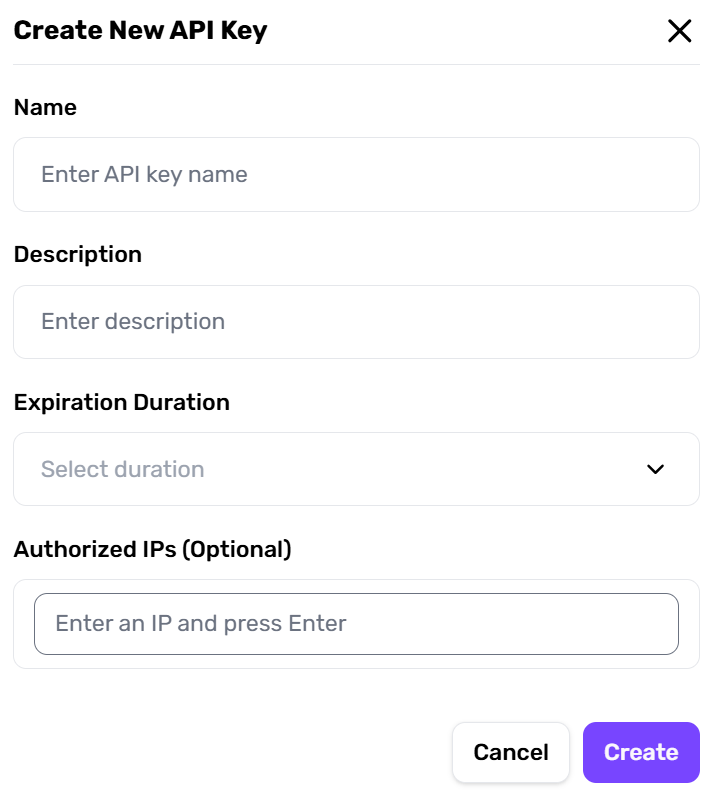 Create New API Key
Name
Enter API key name
Description
Enter description
Expiration Duration
Select duration
Authorized IPs (Optional)
Enter an IP and press Enter
Cancel
Create